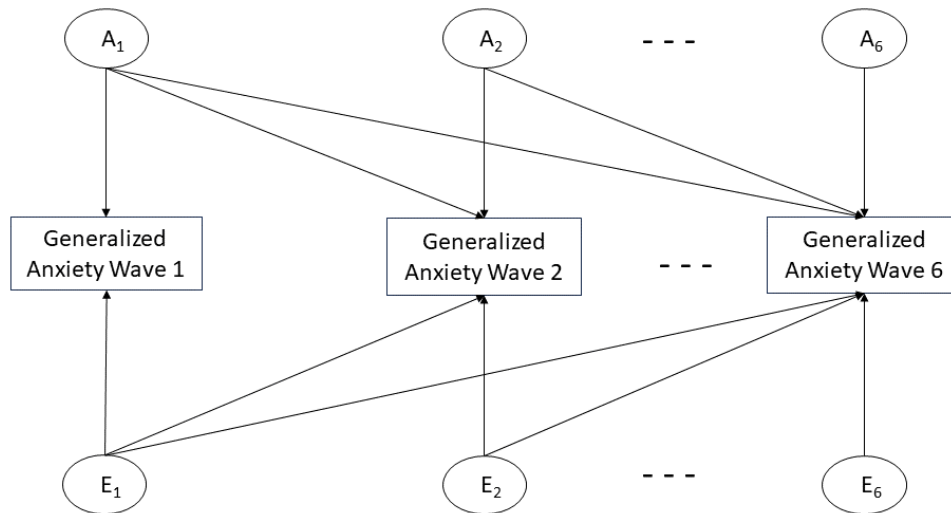 A₁
A₂
- - -
A₆
Generalized
Anxiety Wave 1
Generalized
Anxiety Wave 2
- - -
Generalized
Anxiety Wave 6
E₁
E₂
- - -
E₆